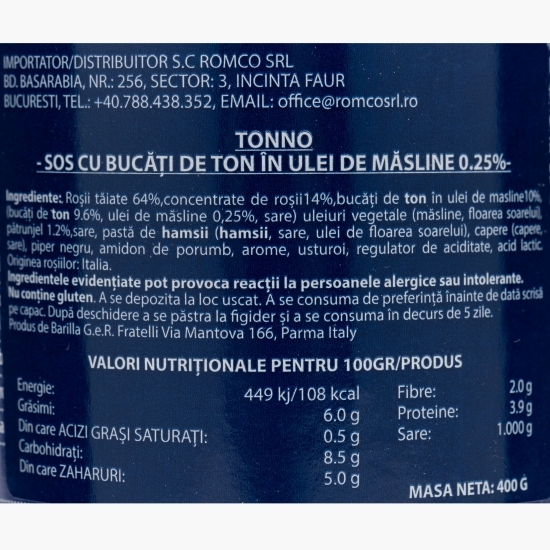 IMPORTATOR/DISTRIBUITOR S.C ROMCO SRL
BD. BASARABIA, NR.: 256, SECTOR: 3, INCINTA FAUR
BUCURESTI, TEL.: +40.788.438.352, EMAIL: office@romcosrl.ro
TONNO
- SOS CU BUCĂȚI DE TON ÎN ULEI DE MĂSLINE 0.25%-
Ingrediente: Roșii tăiate 64%,concentrate de roșii14%,bucăți de ton în ulei de masline10%
(bucăți de ton 9.6%, ulei de măsline 0,25%, sare) uleiuri vegetale (măsline, floarea soarelui),
pătrunjel 1.2%,sare, pastă de hamsii (hamsii, sare, ulei de floarea soarelui), capere (capere,
sare), piper negru, amidon de porumb, arome, usturoi, regulator de aciditate, acid lactic.
Originea roșiilor: Italia.
Ingredientele evidențiate pot provoca reacții la persoanele alergice sau intolerante.
Nu conține gluten. A se depozita la loc uscat. A se consuma de preferință înainte de data scrisă
pe capac. După deschidere a se păstra la figider și a se consuma în decurs de 5 zile.
Produs de Barilla G.e.R. Fratelli Via Mantova 166, Parma Italy
VALORI NUTRIȚIONALE PENTRU 100GR/PRODUS
Energie: 449 kj/108 kcal
Grăsimi: 6.0 g
Din care ACIZI GRAȘI SATURAȚI: 0.5 g
Carbohidrați: 8.5 g
Din care ZAHARURI: 5.0 g
Fibre: 2.0 g
Proteine: 3.9 g
Sare: 1.000 g
MASA NETA: 400 G